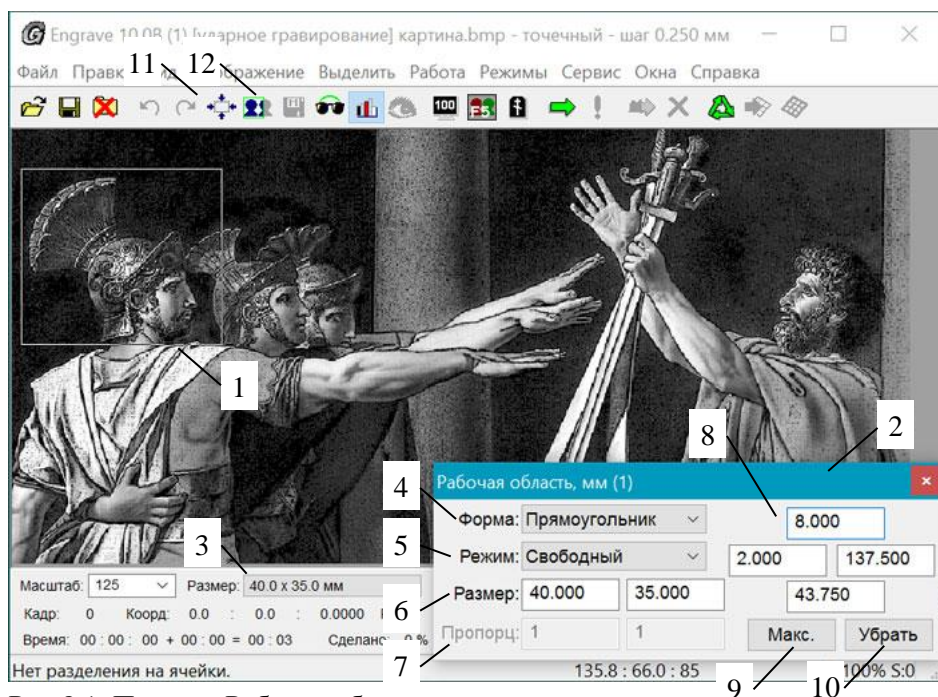 Engrave 10.08 (1) [ударное гравирование] картина.bmp - точечный - шаг 0.250 мм
Файл Правк ображение Выделить Работа Режимы Сервис Окна Справка
11 12
100
1
2
8
Рабочая область, мм (1)
4 Форма: Прямоугольник 8.000
5 Режим: Свободный 2.000 137.500
3
Масштаб: 125 Размер: 40.0 x 35.0 мм
6 Размер: 40.000 35.000 43.750
Кадр: 0 Коорд: 0.0 : 0.0 : 0.0000
7 Пропорц: 1 1 Макс. Убрать
Время: 00 : 00 : 00 + 00 : 00 = 00 : 03 Сделано: 0 %
Нет разделения на ячейки. 135.8 : 66.0 : 85 100% S:0
9 10